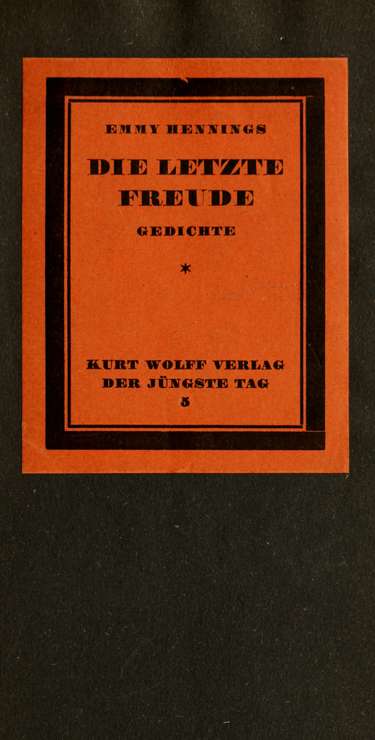 EMMY HENNINGS
DIE LETZTE
FREUDE
GEDICHTE
*
KURT WOLFF VERLAG
DER JÜNGSTE TAG
5